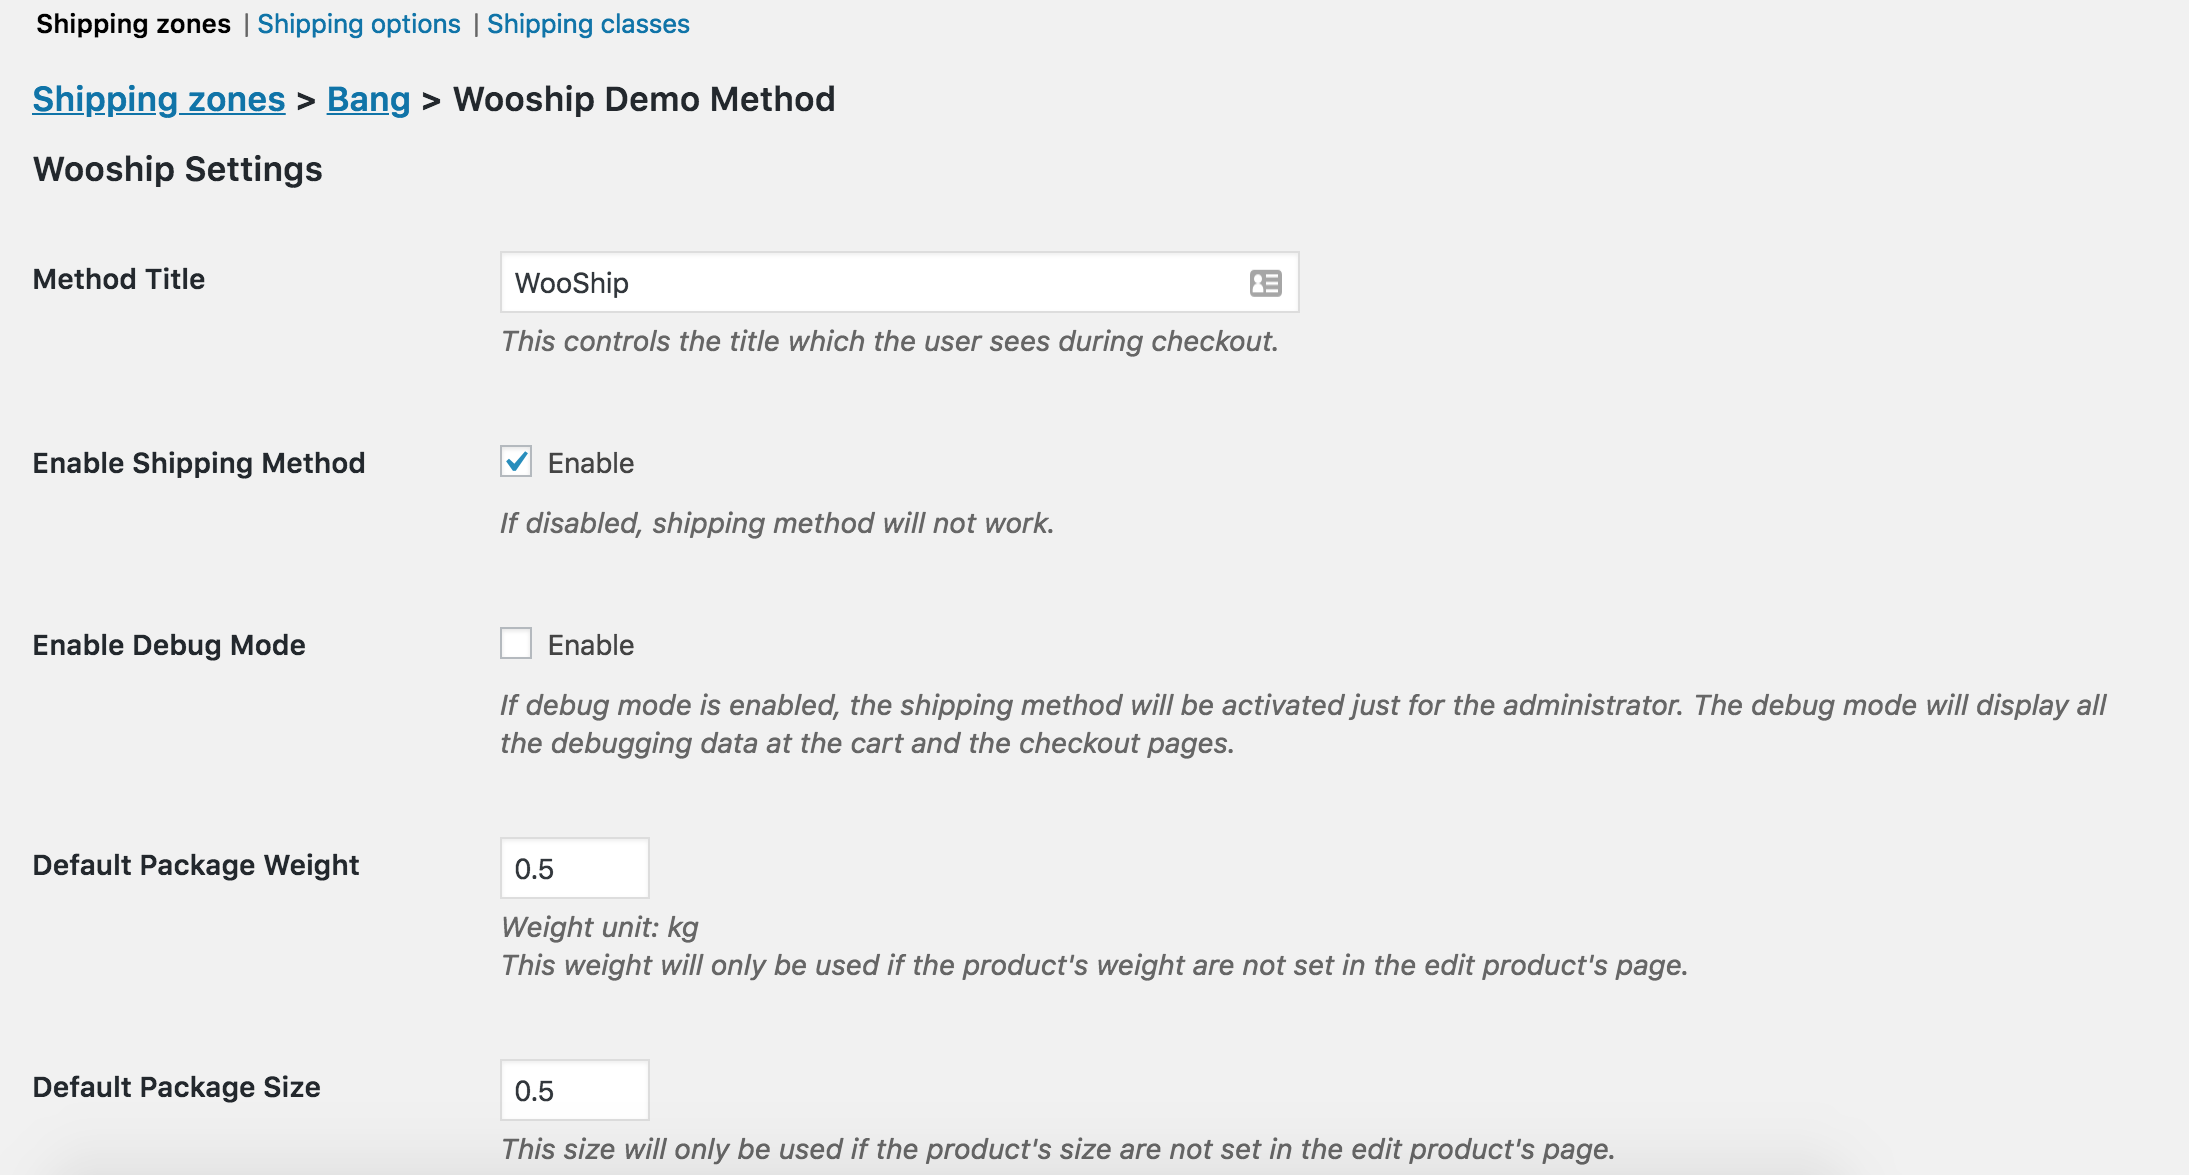 Shipping zones | Shipping options | Shipping classes
Shipping zones > Bang > Wooship Demo Method
Wooship Settings
Method Title
WooShip
This controls the title which the user sees during checkout.
Enable Shipping Method
Enable
If disabled, shipping method will not work.
Enable Debug Mode
Enable
If debug mode is enabled, the shipping method will be activated just for the administrator. The debug mode will display all
the debugging data at the cart and the checkout pages.
Default Package Weight
0.5
Weight unit: kg
This weight will only be used if the product's weight are not set in the edit product's page.
Default Package Size
0.5
This size will only be used if the product's size are not set in the edit product's page.